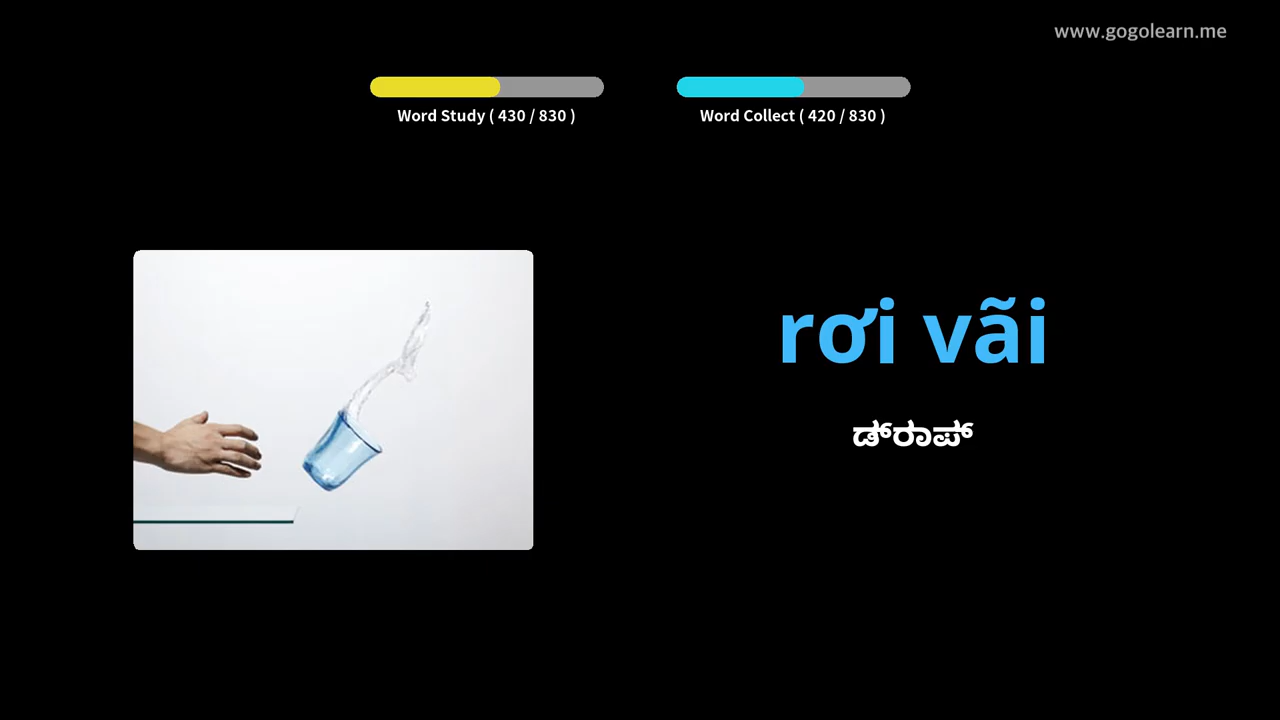 www.gogolearn.me
Word Study ( 430 / 830 )
Word Collect ( 420 / 830 )
rơi vãi
ಡ್‌ರಾಪ್